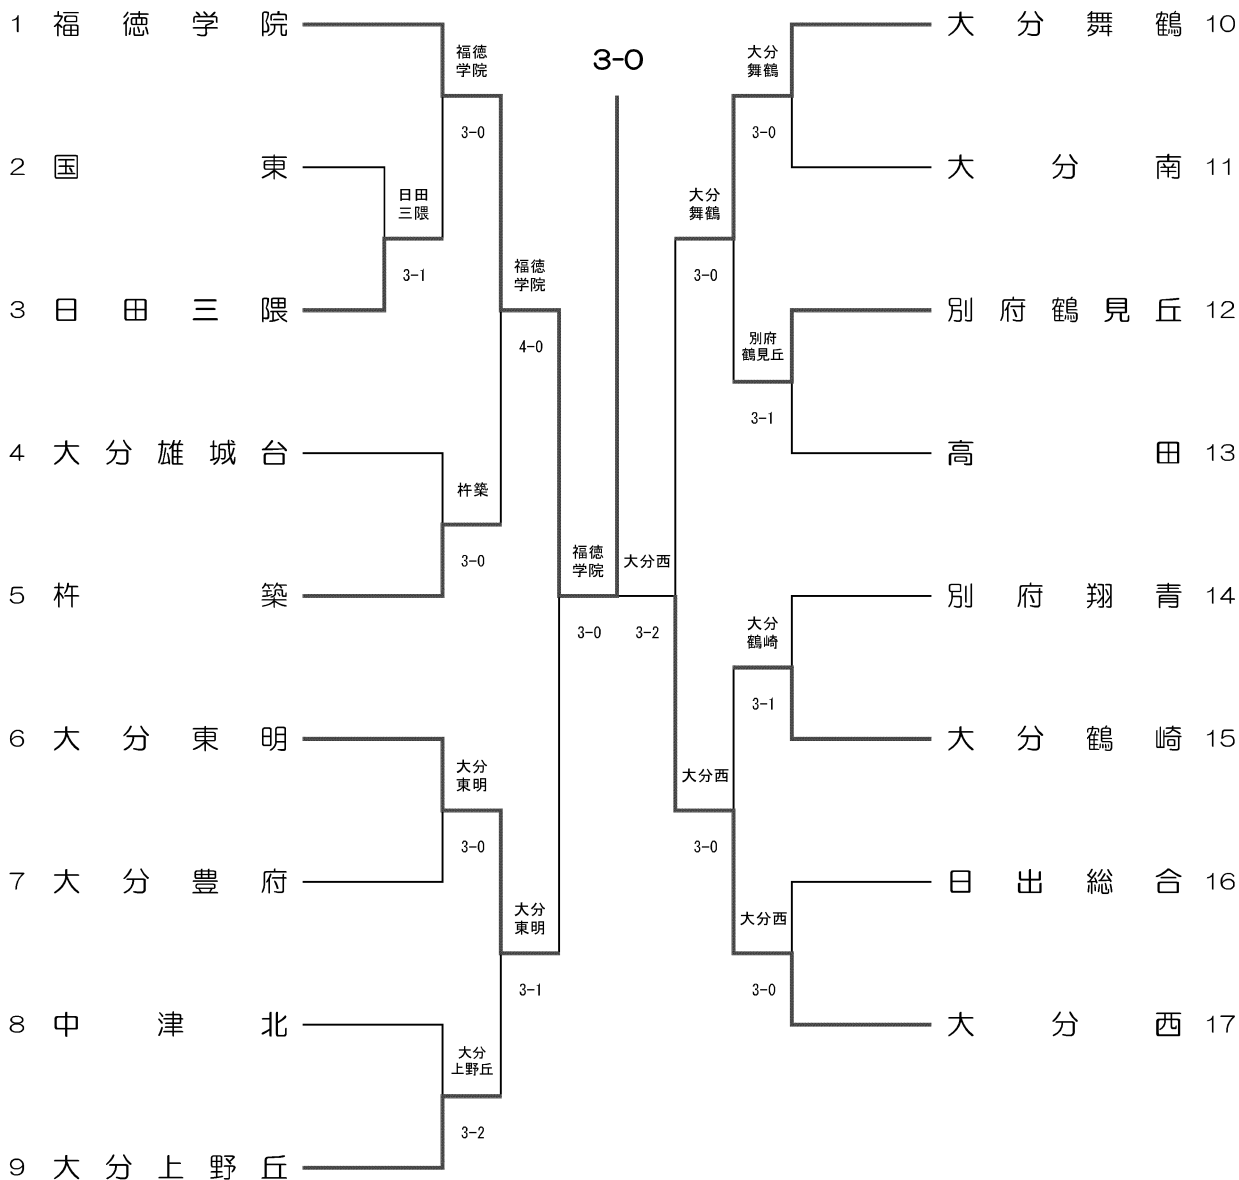 1 福徳学院
2 国東
3 日田三隈
4 大分雄城台
5 杵築
6 大分東明
7 大分豊府
8 中津北
9 大分上野丘
福徳
学院
3-0
日田
三隈
3-1
杵築
3-0
大分
東明
3-0
大分
上野丘
3-2
福徳
学院
4-0
大分
東明
3-1
福徳
学院
3-0
3-0
大分西
3-2
大分
舞鶴
3-0
大分西
3-0
大分
舞鶴
3-0
別府
鶴見丘
3-1
大分
鶴崎
3-1
大分西
3-0
大分舞鶴 10
大分南 11
別府鶴見丘 12
高田 13
別府翔青 14
大分鶴崎 15
日出総合 16
大分西 17